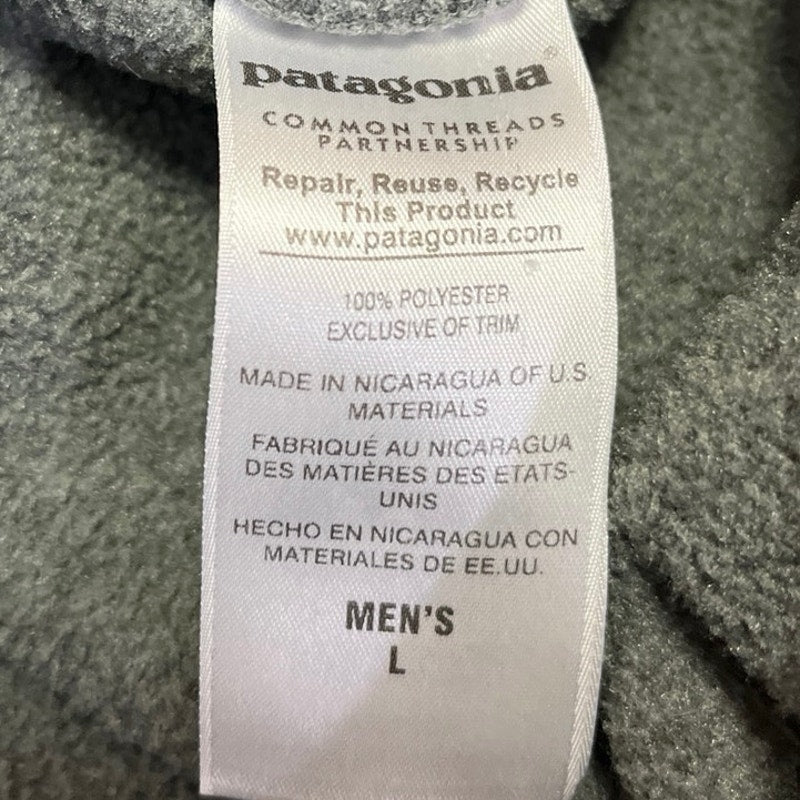 patagonia®
COMMON THREADS
PARTNERSHIP
Repair, Reuse, Recycle
This Product
www.patagonia.com
100% POLYESTER
EXCLUSIVE OF TRIM
MADE IN NICARAGUA OF U.S.
MATERIALS
FABRIQUÉ AU NICARAGUA
DES MATIÈRES DES ETATS-
UNIS
HECHO EN NICARAGUA CON
MATERIALES DE EE.UU.
MEN'S
L